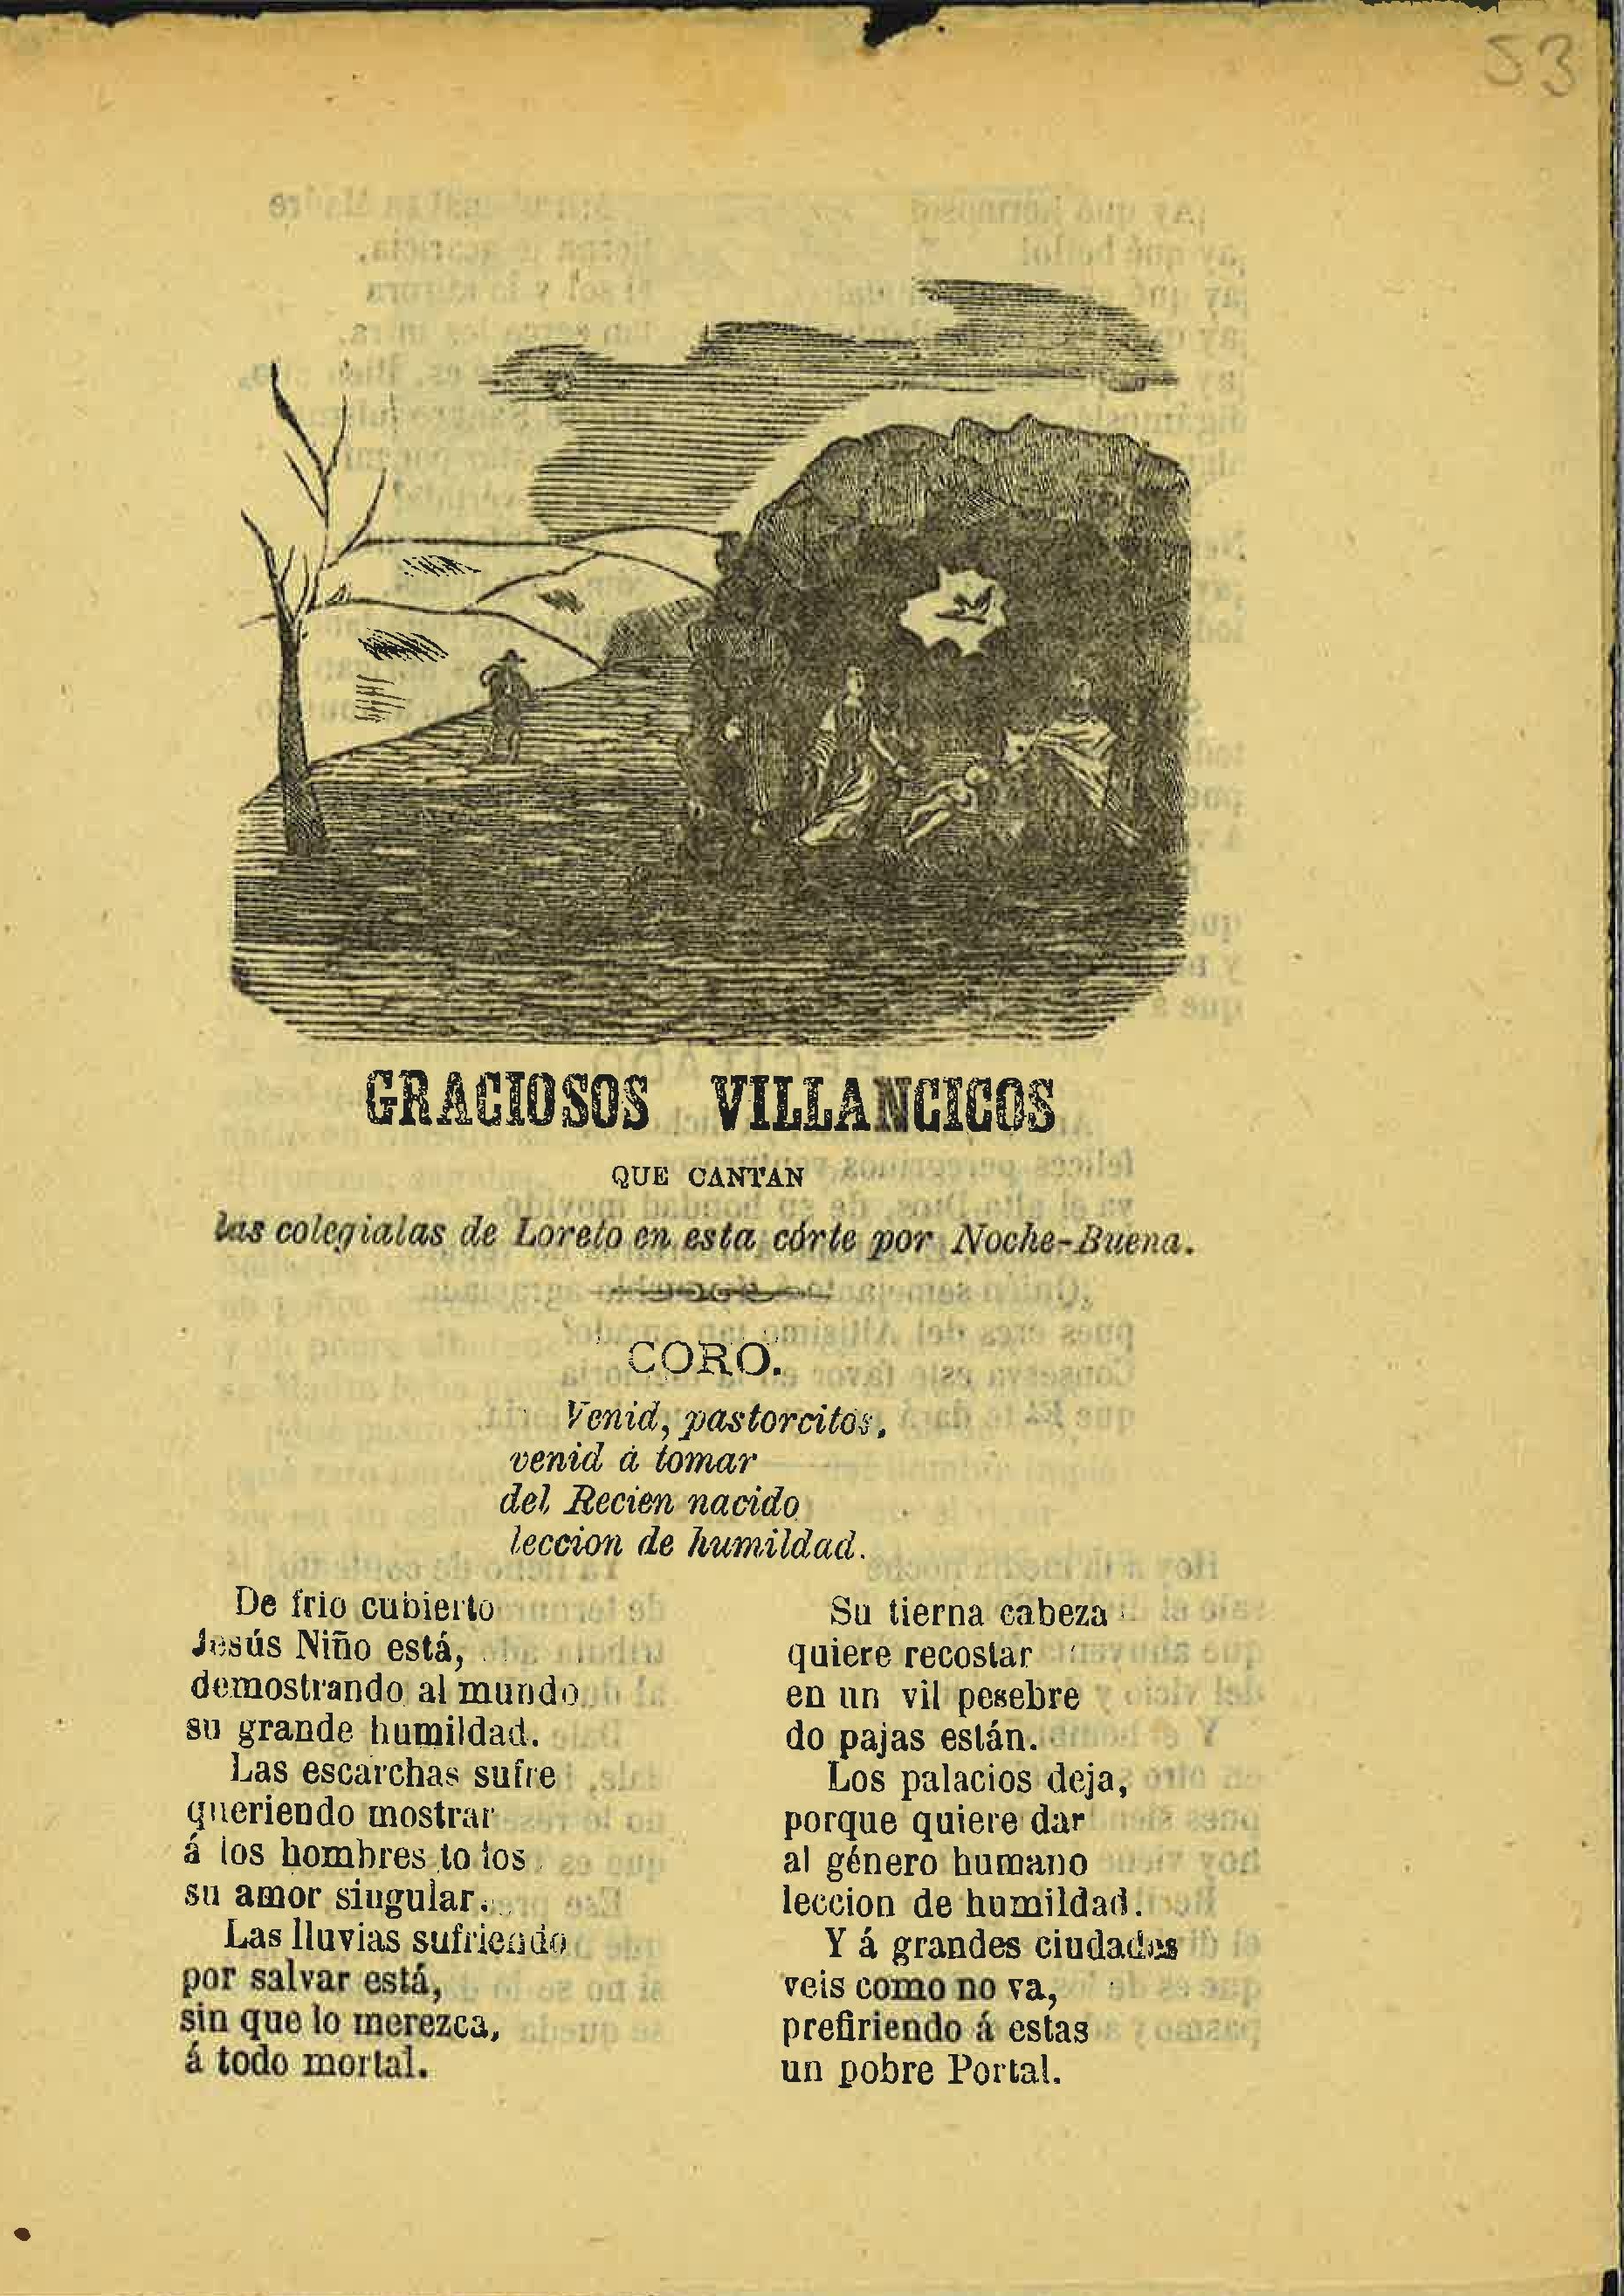 53
GRACIOSOS VILLANCICOS
QUE CANTAN
las colegialas de Loreto en esta córte por Noche-Buena.
CORO.
Venid, pastorcitos,
venid á tomar
del Recien nacido
leccion de humildad.
De frio cubierto
Jesús Niño está,
demostrando al mundo
su grande humildad.
Las escarchas sufre
queriendo mostrar
á los hombres to los
su amor singular.
Las lluvias sufriendo
por salvar está,
sin que lo merezca,
á todo mortal.
Su tierna cabeza
quiere recostar
en un vil pesebre
do pajas están.
Los palacios deja,
porque quiere dar
al género humano
leccion de humildad.
Y á grandes ciudades
veis como no va,
prefiriendo á estas
un pobre Portal.